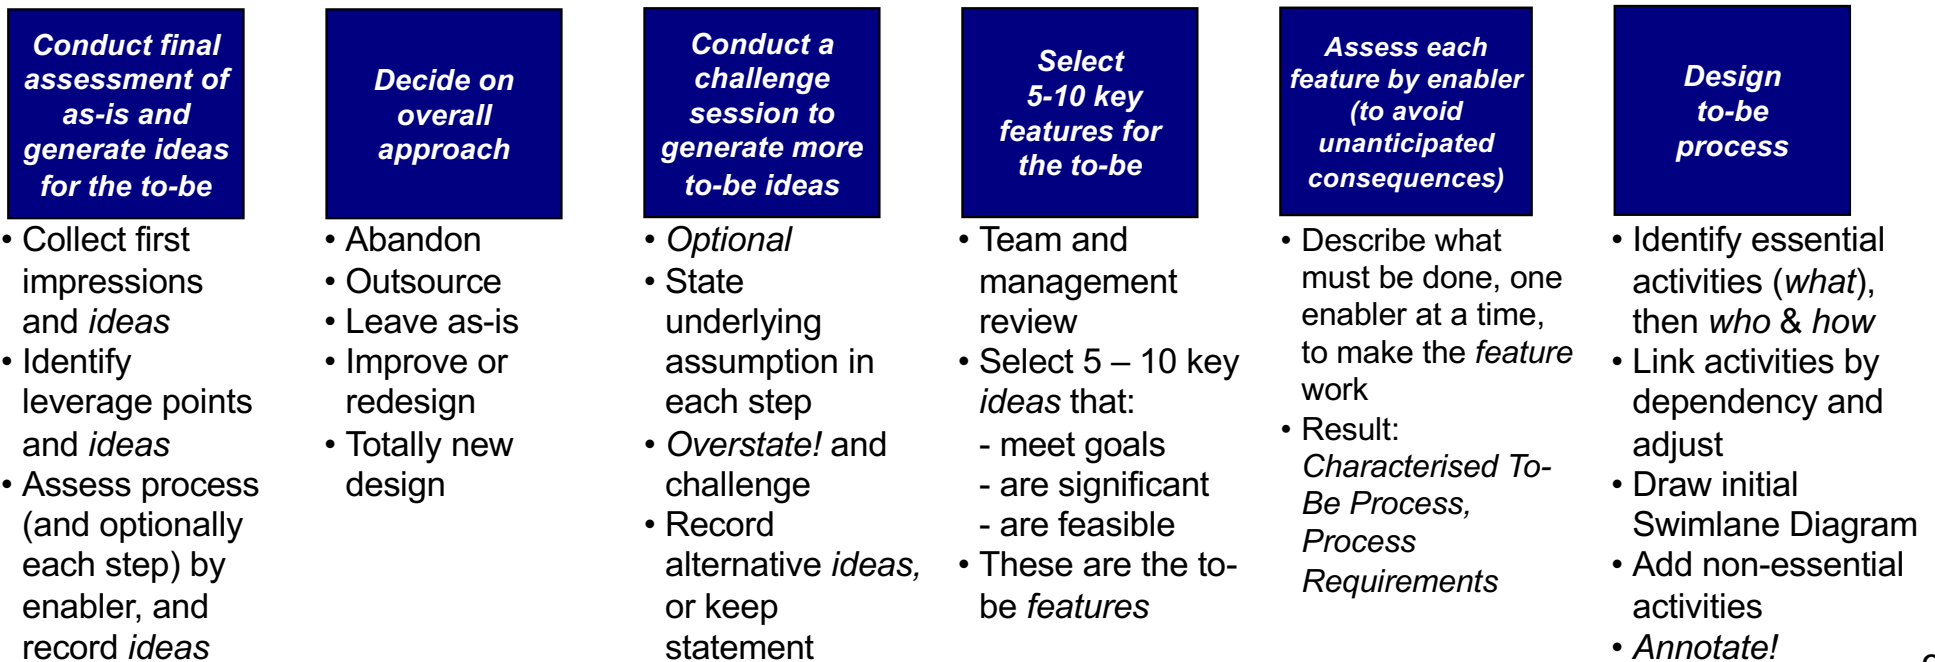 Conduct final
assessment of
as-is and
generate ideas
for the to-be
• Collect first
impressions
and ideas
• Identify
leverage points
and ideas
• Assess process
(and optionally
each step) by
enabler, and
record ideas
Decide on
overall
approach
• Abandon
• Outsource
• Leave as-is
• Improve or
redesign
• Totally new
design
Conduct a
challenge
session to
generate more
to-be ideas
• Optional
• State
underlying
assumption in
each step
• Overstate! and
challenge
• Record
alternative ideas,
or keep
statement
Select
5-10 key
features for
the to-be
• Team and
management
review
• Select 5 – 10 key
ideas that:
- meet goals
- are significant
- are feasible
• These are the to-
be features
Assess each
feature by enabler
(to avoid
unanticipated
consequences)
• Describe what
must be done, one
enabler at a time,
to make the feature
work
• Result:
Characterised To-
Be Process,
Process
Requirements
Design
to-be
process
• Identify essential
activities (what),
then who & how
• Link activities by
dependency and
adjust
• Draw initial
Swimlane Diagram
• Add non-essential
activities
• Annotate!